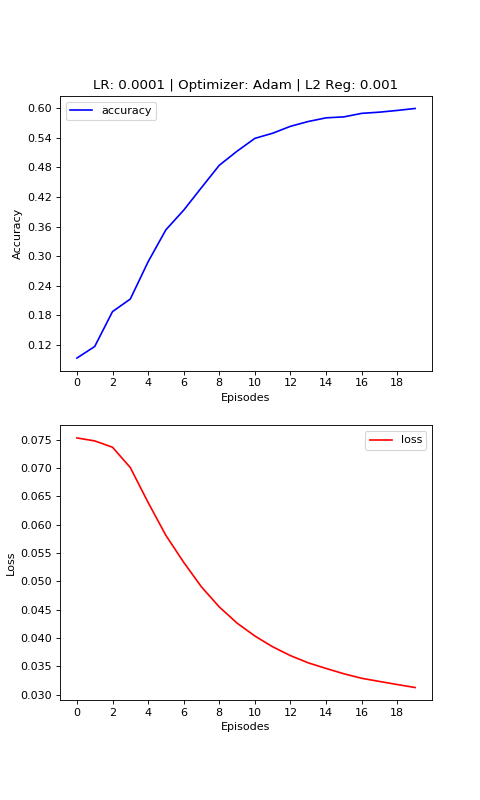 LR: 0.0001 | Optimizer: Adam | L2 Reg: 0.001
accuracy
0.60
0.54
0.48
0.42
0.36
0.30
0.24
0.18
0.12
Accuracy
0 2 4 6 8 10 12 14 16 18
Episodes
loss
0.075
0.070
0.065
0.060
0.055
0.050
0.045
0.040
0.035
0.030
Loss
0 2 4 6 8 10 12 14 16 18
Episodes